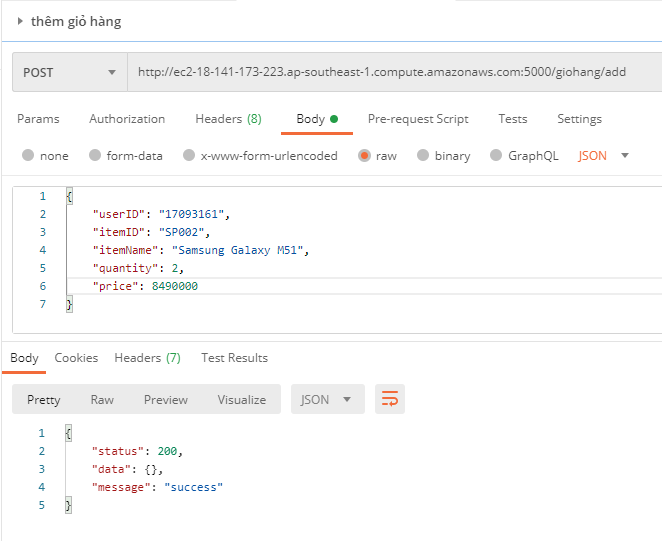 thêm giỏ hàng
POST http://ec2-18-141-173-223.ap-southeast-1.compute.amazonaws.com:5000/giohang/add
Params Authorization Headers (8) Body Pre-request Script Tests Settings
none form-data x-www-form-urlencoded raw binary GraphQL JSON
1 {
2 "userID": "17093161",
3 "itemID": "SP002",
4 "itemName": "Samsung Galaxy M51",
5 "quantity": 2,
6 "price": 8490000
7 }
Body Cookies Headers (7) Test Results
Pretty Raw Preview Visualize JSON
1 {
2 "status": 200,
3 "data": {},
4 "message": "success"
5 }